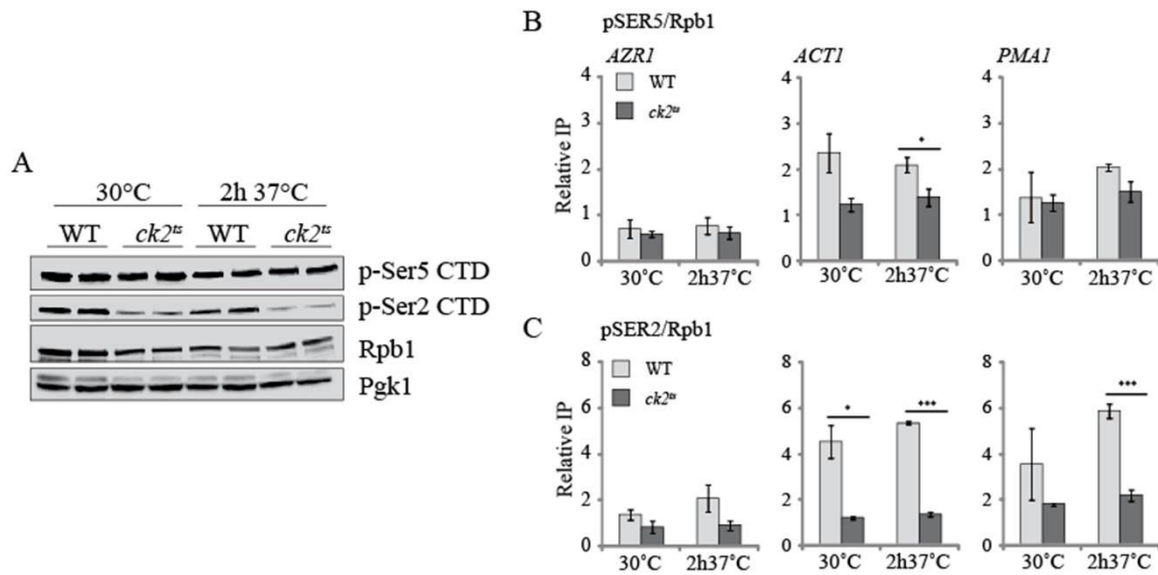 A
30°C 2h 37°C
WT ck2ts WT ck2ts
p-Ser5 CTD
p-Ser2 CTD
Rpb1
Pgk1
B pSER5/Rpb1
AZR1 ACT1 PMA1
WT
ck2ts
Relative IP
4 4 4
3 3 3
2 2 2
1 1 1
0 0 0
*
30°C 2h37°C 30°C 2h37°C 30°C 2h37°C
C pSER2/Rpb1
WT
ck2ts
Relative IP
8 8 8
6 6 6
4 4 4
2 2 2
0 0 0
* *** ***
30°C 2h37°C 30°C 2h37°C 30°C 2h37°C